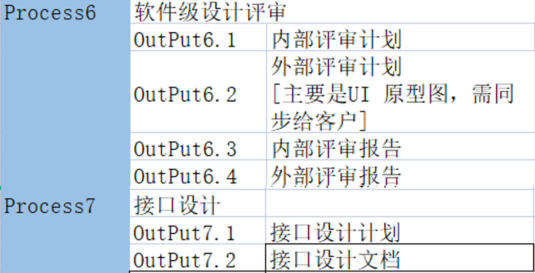 Process6 软件级设计评审
OutPut6.1 内部评审计划
外部评审计划
OutPut6.2 [主要是UI 原型图，需同
步给客户]
OutPut6.3 内部评审报告
OutPut6.4 外部评审报告
Process7 接口设计
OutPut7.1 接口设计计划
OutPut7.2 接口设计文档